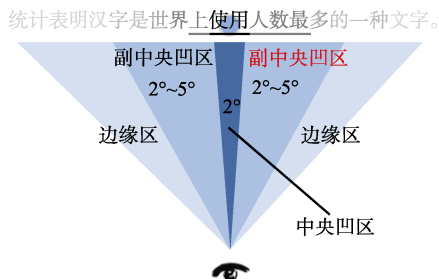 统计表明汉字是世界上使用人数最多的一种文字。
副中央凹区 副中央凹区
2°~5° 2°~5°
2°
边缘区 边缘区
中央凹区